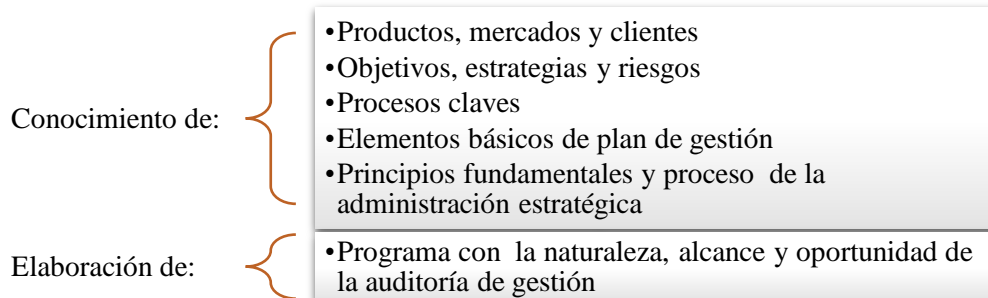 Conocimiento de:
•Productos, mercados y clientes
•Objetivos, estrategias y riesgos
•Procesos claves
•Elementos básicos de plan de gestión
•Principios fundamentales y proceso de la
administración estratégica
Elaboración de:
•Programa con la naturaleza, alcance y oportunidad de
la auditoría de gestión